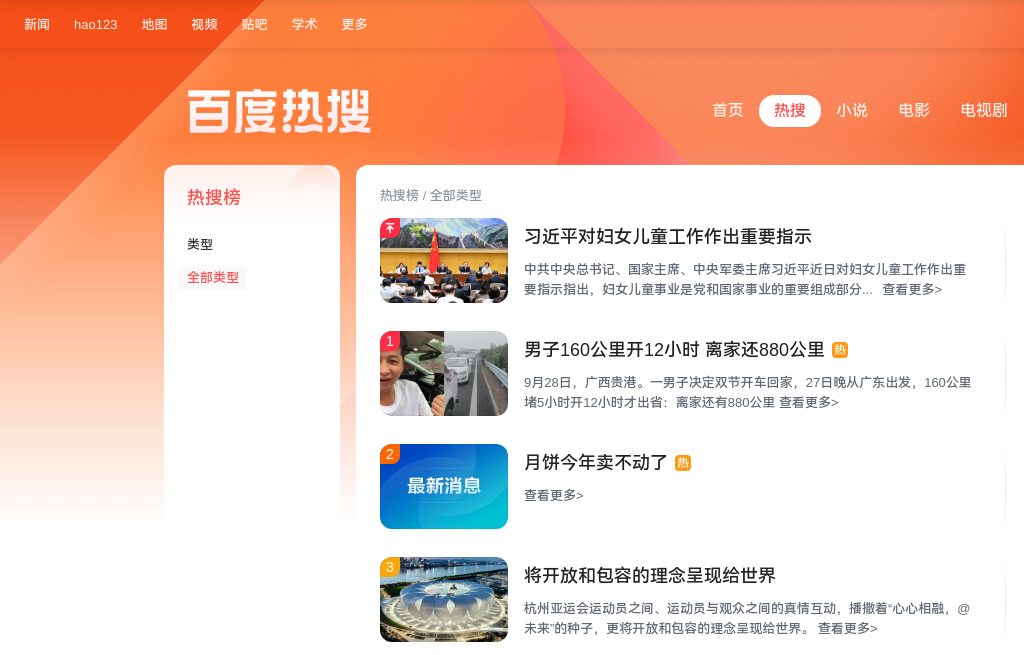 新闻 hao123 地图 视频 贴吧 学术 更多
百度热搜
首页 热搜 小说 电影 电视剧
热搜榜
类型
全部类型
热搜榜 / 全部类型
习近平对妇女儿童工作作出重要指示
中共中央总书记、国家主席、中央军委主席习近平近日对妇女儿童工作作出重
要指示指出，妇女儿童事业是党和国家事业的重要组成部分... 查看更多>
1
男子160公里开12小时 离家还880公里 热
9月28日，广西贵港。一男子决定双节开车回家，27日晚从广东出发，160公里
堵5小时开12小时才出省：离家还有880公里 查看更多>
2
最新消息
月饼今年卖不动了 热
查看更多>
3
将开放和包容的理念呈现给世界
杭州亚运会运动员之间、运动员与观众之间的真情互动，播撒着“心心相融，@
未来”的种子，更将开放和包容的理念呈现给世界。 查看更多>